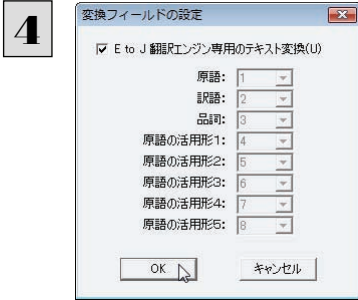 4
変換フィールドの設定
E to J 翻訳エンジン専用のテキスト変換(U)
原語: 1
訳語: 2
品詞: 3
原語の活用形1: 4
原語の活用形2: 5
原語の活用形3: 6
原語の活用形4: 7
原語の活用形5: 8
OK キャンセル